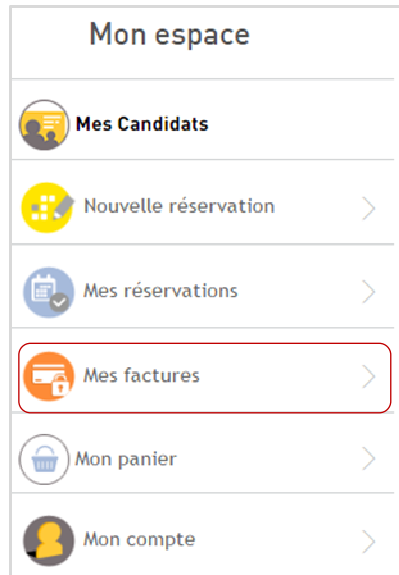 Mon espace
Mes Candidats
Nouvelle réservation
Mes réservations
Mes factures
Mon panier
Mon compte